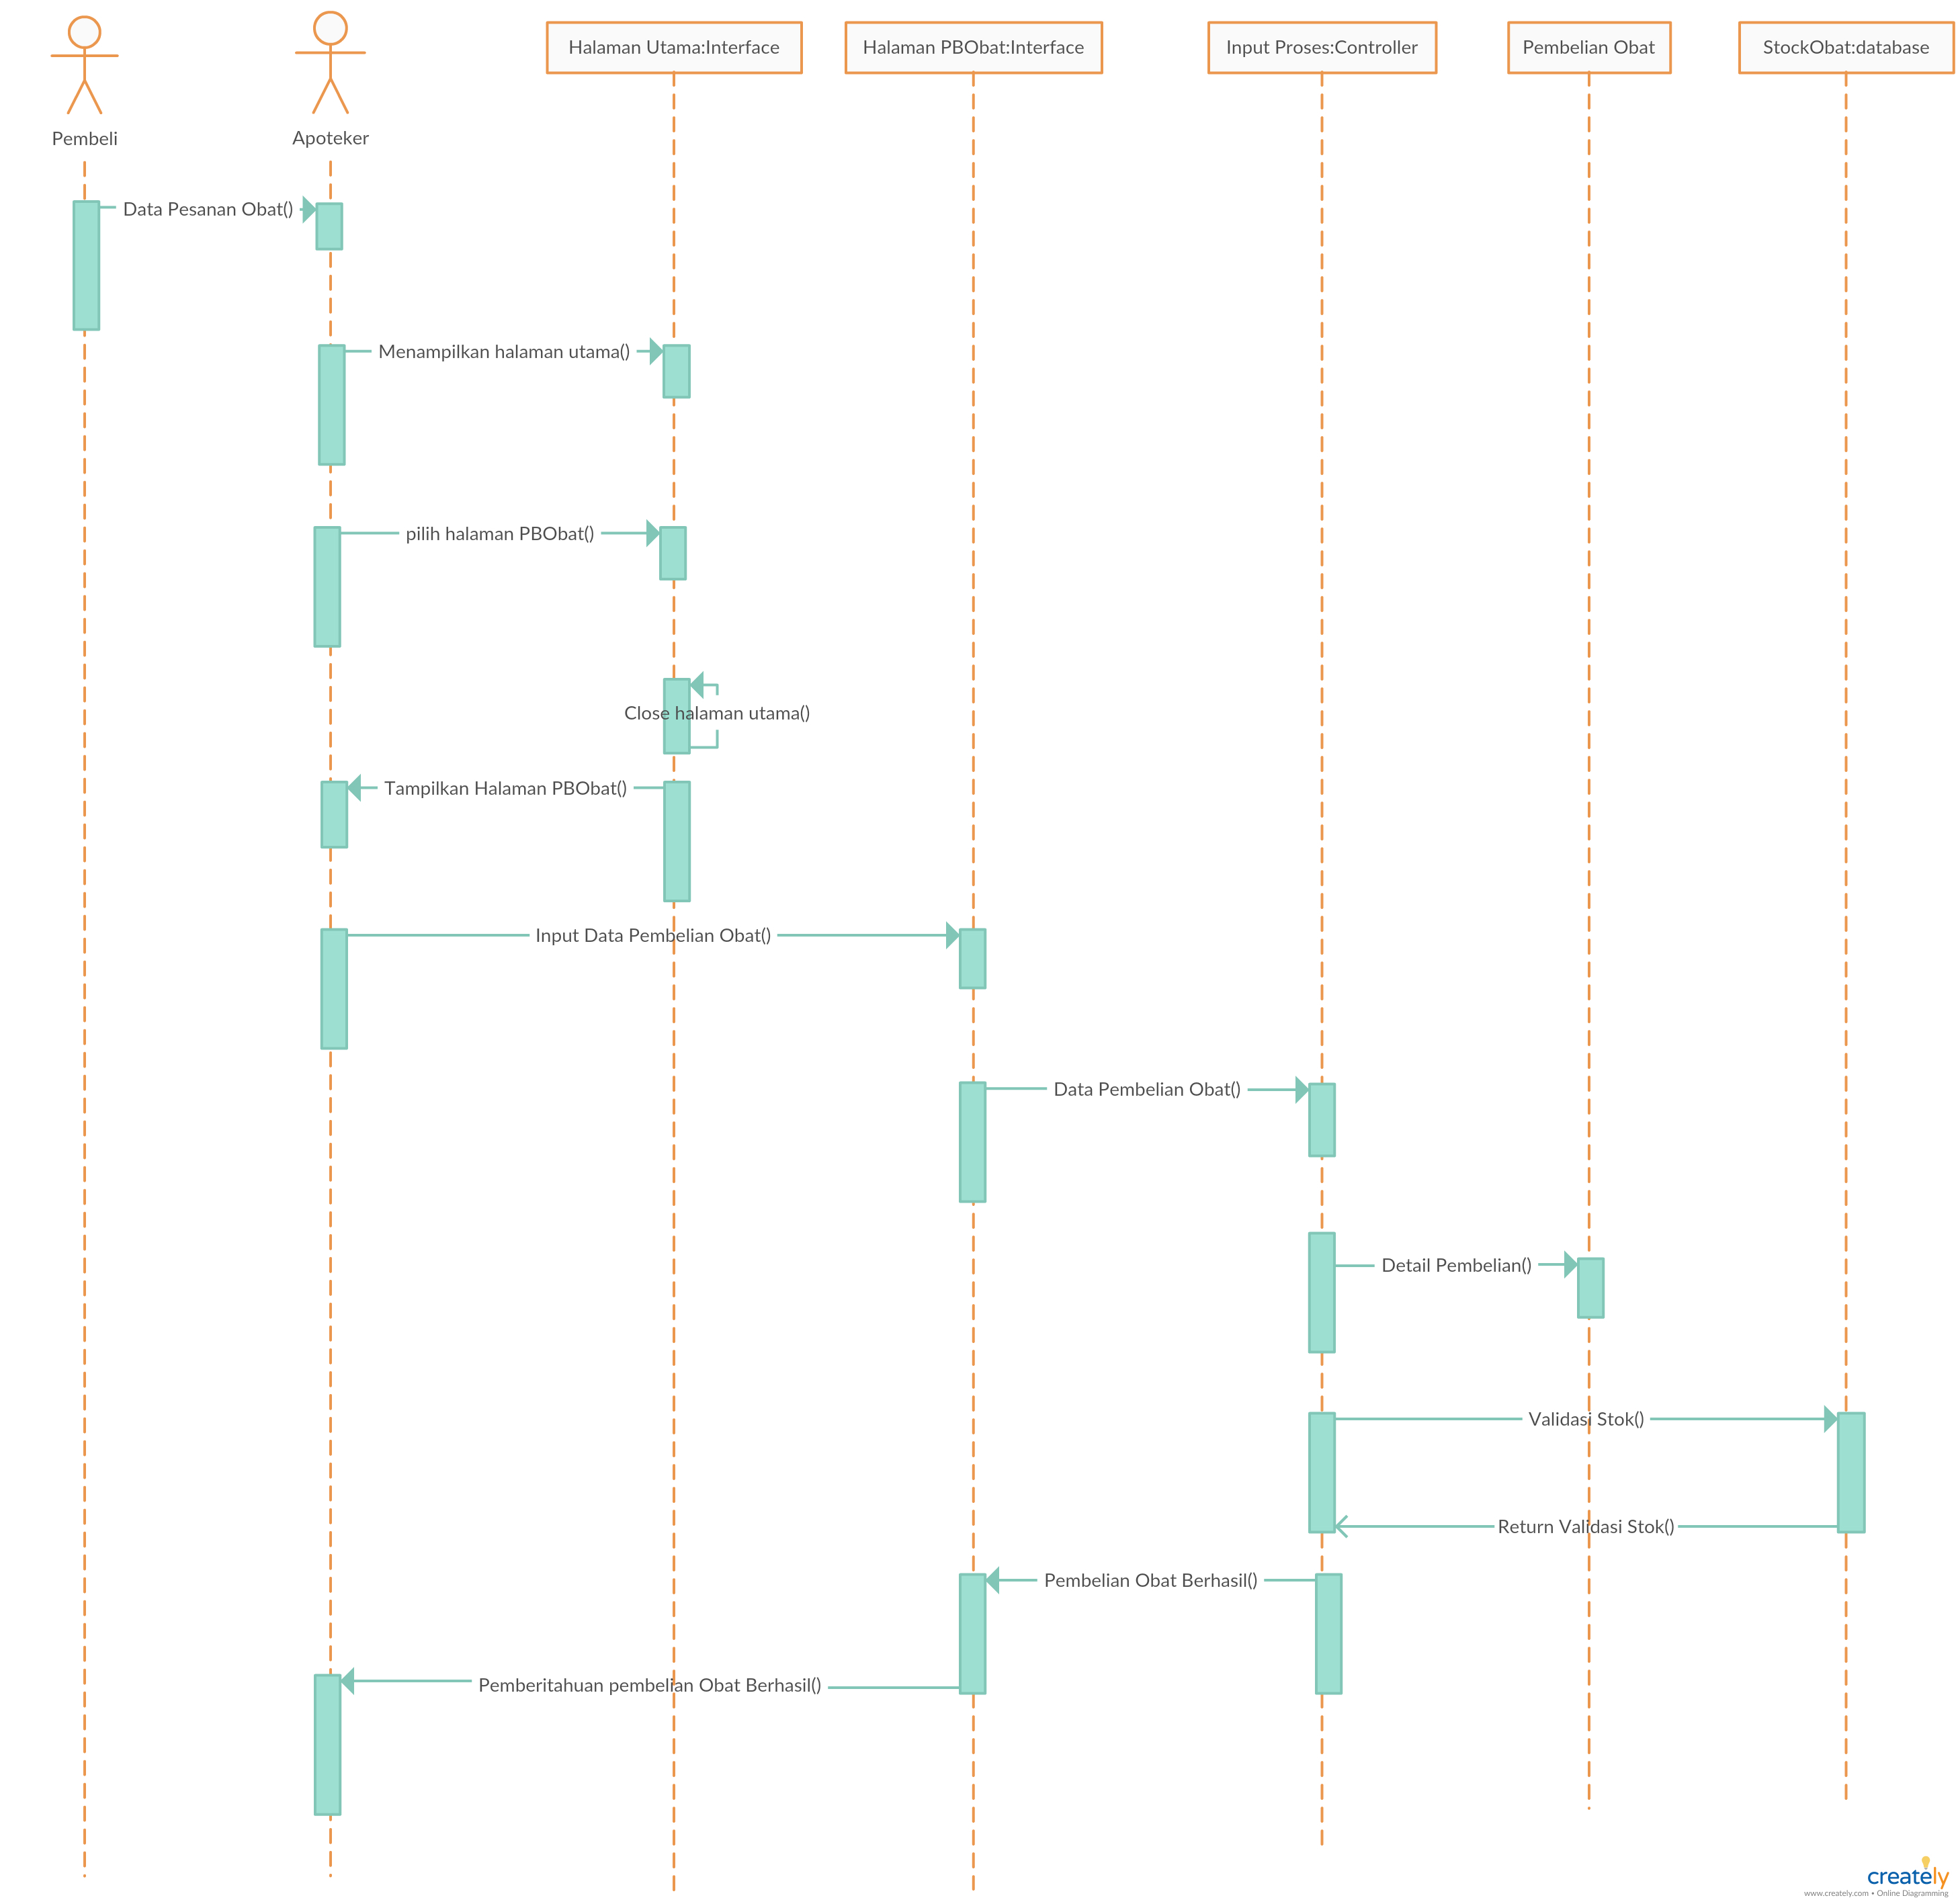 Pembeli
Apoteker
Halaman Utama:Interface
Halaman PBObat:Interface
Input Proses:Controller
Pembelian Obat
StockObat:database
Data Pesanan Obat()
Menampilkan halaman utama()
pilih halaman PBObat()
Close halaman utama()
Tampilkan Halaman PBObat()
Input Data Pembelian Obat()
Data Pembelian Obat()
Detail Pembelian()
Validasi Stok()
Return Validasi Stok()
Pembelian Obat Berhasil()
Pemberitahuan pembelian Obat Berhasil()
creately
www.creately.com • Online Diagramming